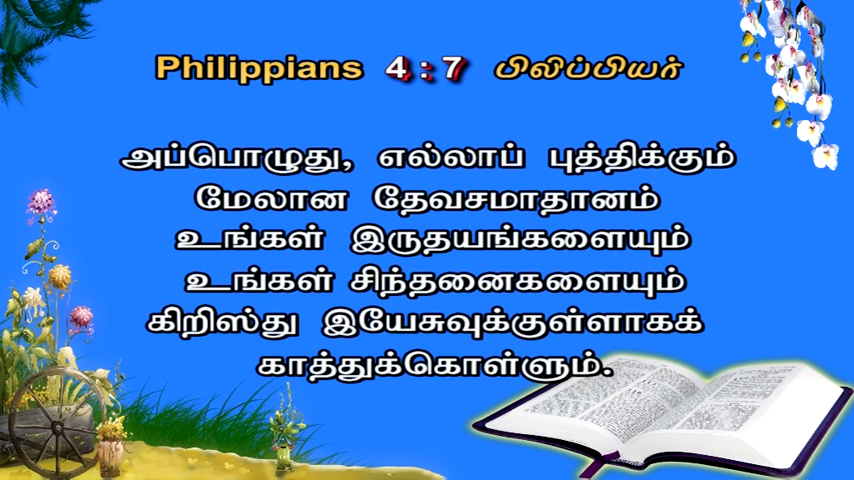 Philippians 4 : 7 பிலிப்பியர்
அப்பொழுது, எல்லாப் புத்திக்கும்
மேலான தேவசமாதானம்
உங்கள் இருதயங்களையும்
உங்கள் சிந்தனைகளையும்
கிறிஸ்து இயேசுவுக்குள்ளாகக்
காத்துக்கொள்ளும்.